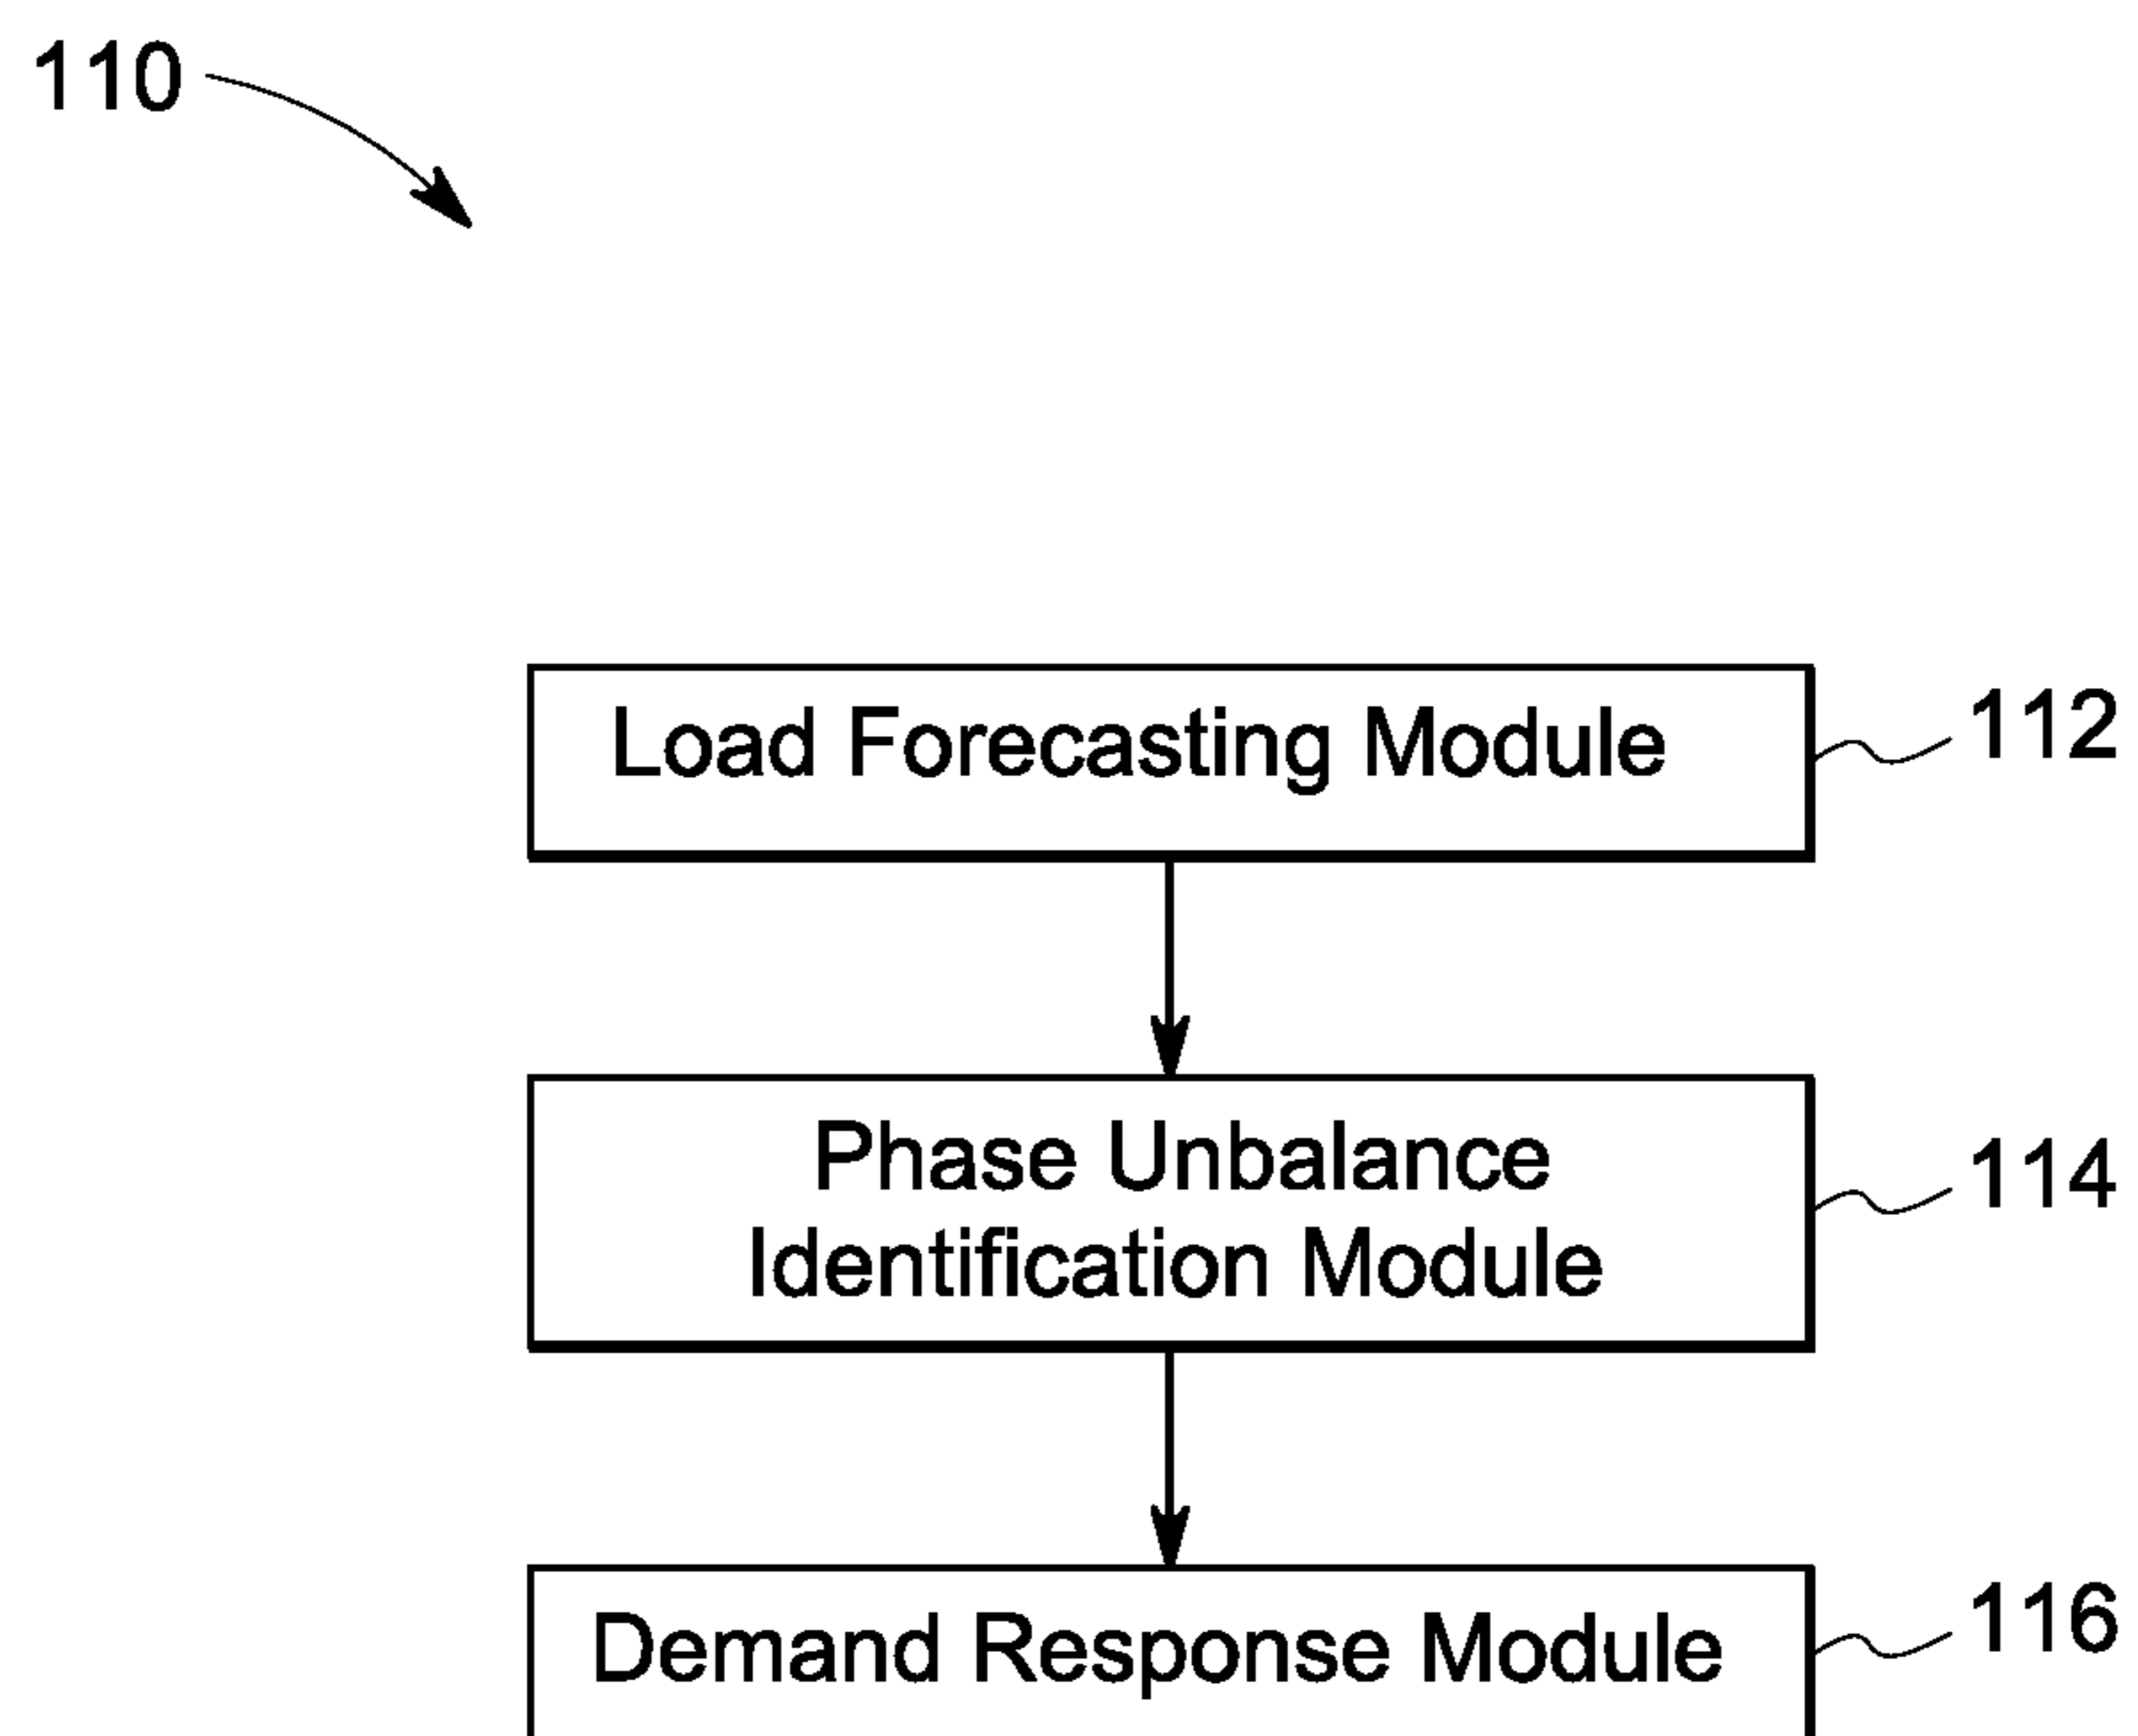 110
Load Forecasting Module
112
Phase Unbalance
Identification Module
114
Demand Response Module
116